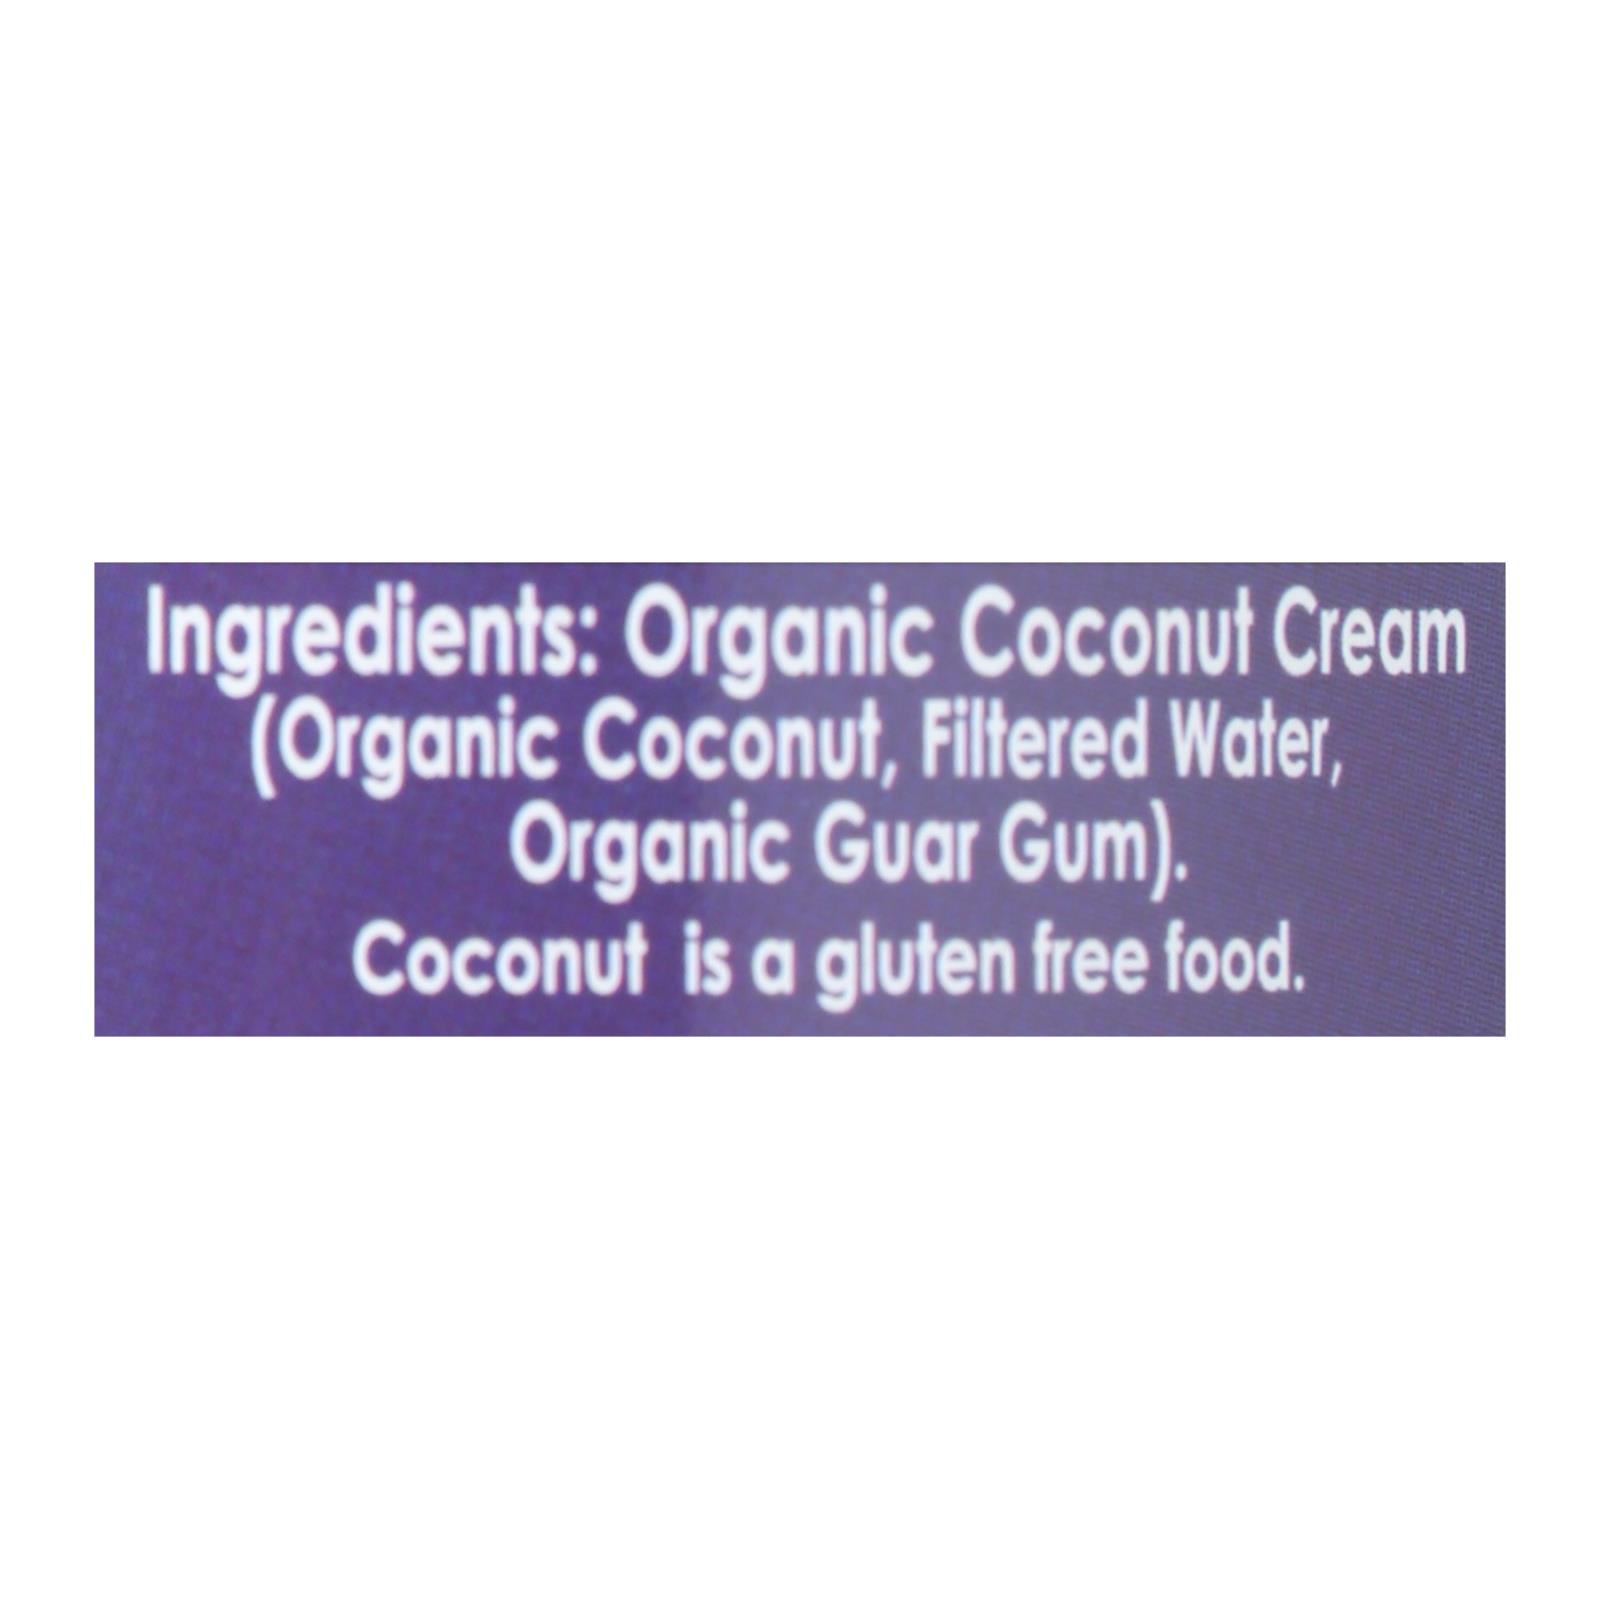 Ingredients: Organic Coconut Cream
(Organic Coconut, Filtered Water,
Organic Guar Gum).
Coconut is a gluten free food.